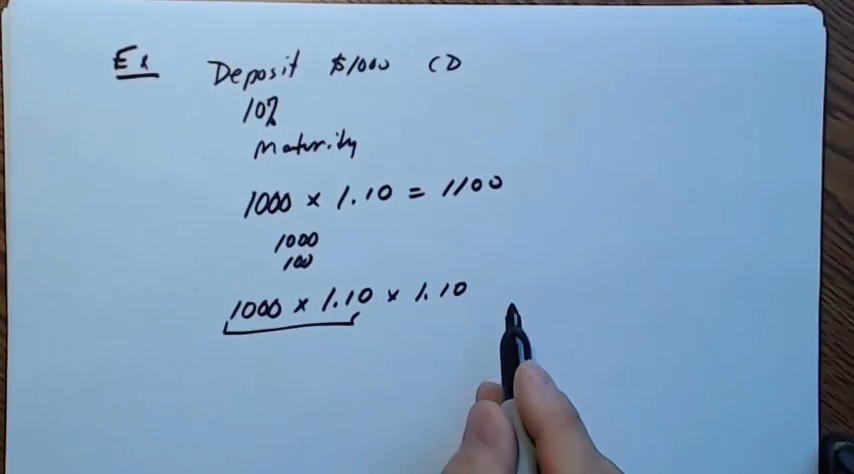 Ex Deposit $1000 CD
10%
Maturity
1000 × 1.10 = 1100
1000
100
1000 × 1.10 × 1.10